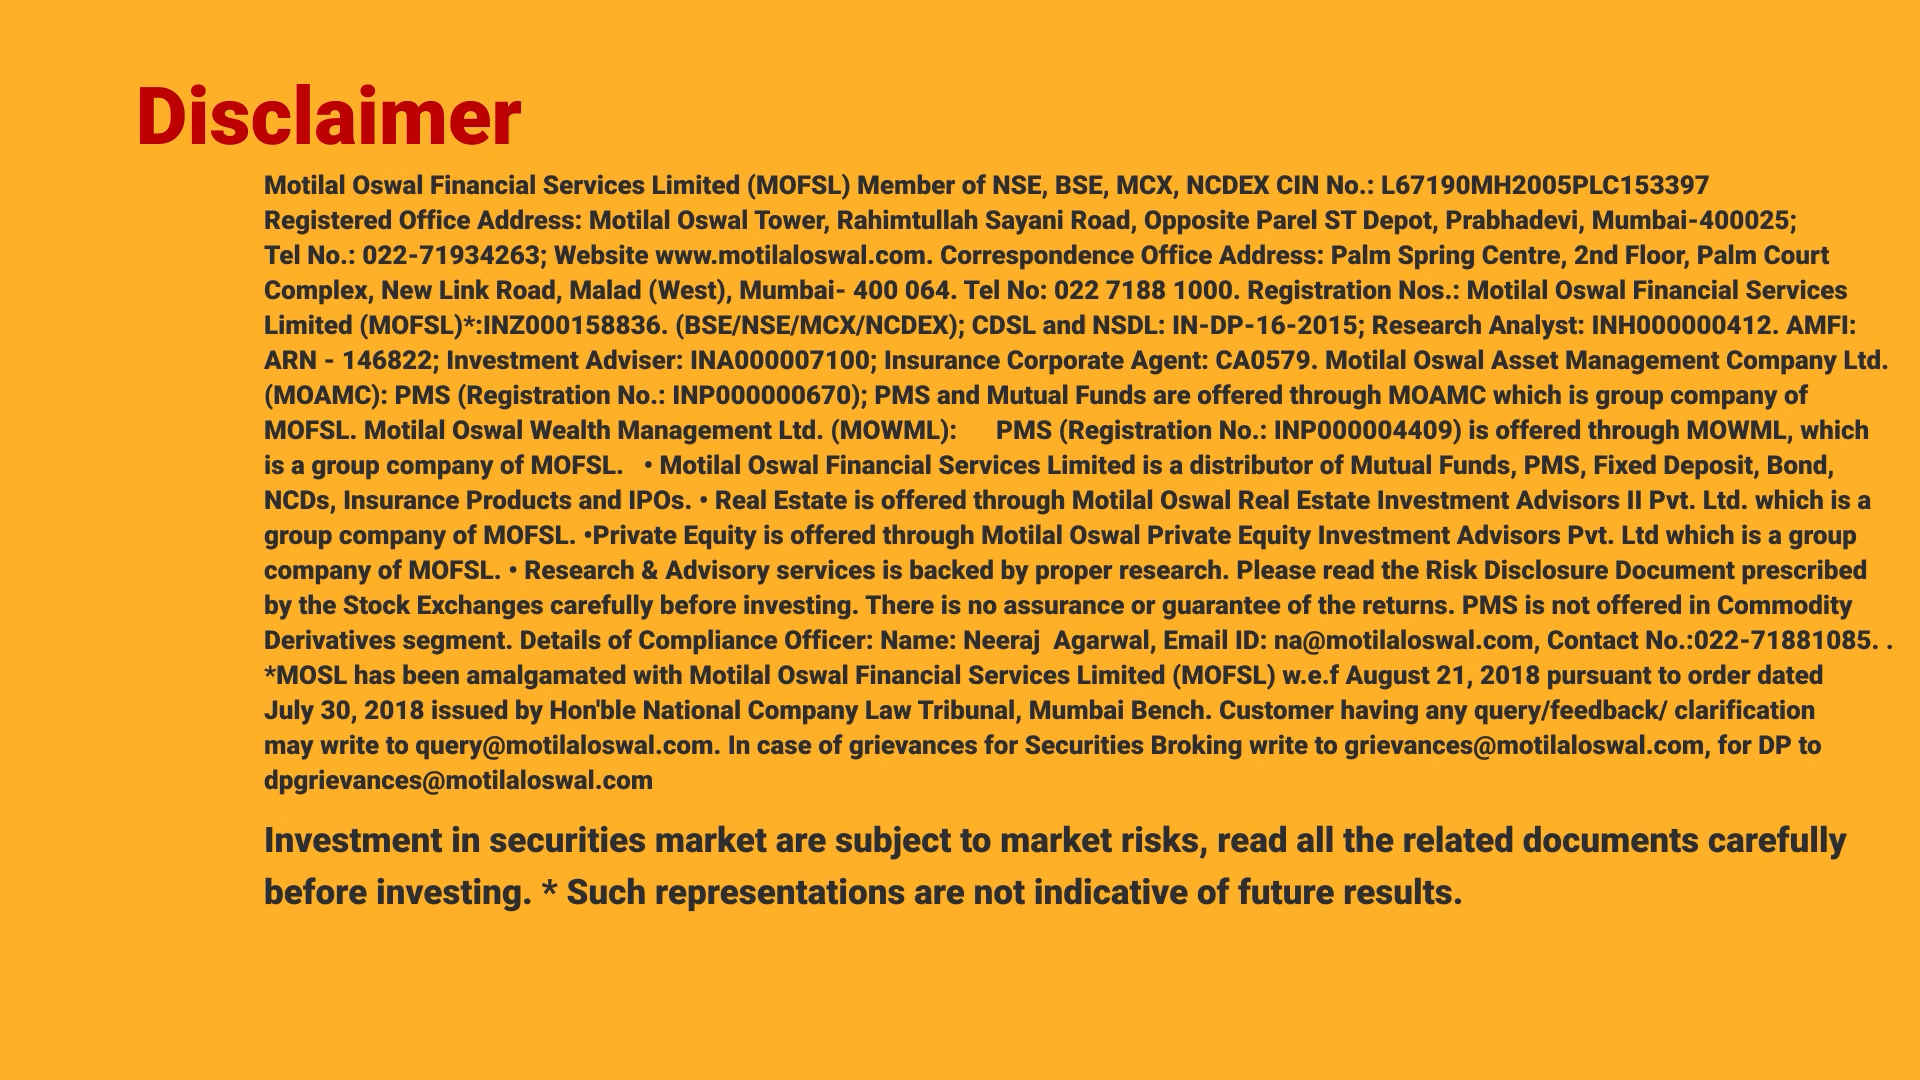 Disclaimer
Motilal Oswal Financial Services Limited (MOFSL) Member of NSE, BSE, MCX, NCDEX CIN No.: L67190MH2005PLC153397
Registered Office Address: Motilal Oswal Tower, Rahimtullah Sayani Road, Opposite Parel ST Depot, Prabhadevi, Mumbai-400025;
Tel No.: 022-71934263; Website www.motilaloswal.com. Correspondence Office Address: Palm Spring Centre, 2nd Floor, Palm Court
Complex, New Link Road, Malad (West), Mumbai- 400 064. Tel No: 022 7188 1000. Registration Nos.: Motilal Oswal Financial Services
Limited (MOFSL)*:INZ000158836. (BSE/NSE/MCX/NCDEX); CDSL and NSDL: IN-DP-16-2015; Research Analyst: INH000000412. AMFI:
ARN - 146822; Investment Adviser: INA000007100; Insurance Corporate Agent: CA0579. Motilal Oswal Asset Management Company Ltd.
(MOAMC): PMS (Registration No.: INP000000670); PMS and Mutual Funds are offered through MOAMC which is group company of
MOFSL. Motilal Oswal Wealth Management Ltd. (MOWML): PMS (Registration No.: INP000004409) is offered through MOWML, which
is a group company of MOFSL. • Motilal Oswal Financial Services Limited is a distributor of Mutual Funds, PMS, Fixed Deposit, Bond,
NCDs, Insurance Products and IPOs. • Real Estate is offered through Motilal Oswal Real Estate Investment Advisors II Pvt. Ltd. which is a
group company of MOFSL. •Private Equity is offered through Motilal Oswal Private Equity Investment Advisors Pvt. Ltd which is a group
company of MOFSL. • Research & Advisory services is backed by proper research. Please read the Risk Disclosure Document prescribed
by the Stock Exchanges carefully before investing. There is no assurance or guarantee of the returns. PMS is not offered in Commodity
Derivatives segment. Details of Compliance Officer: Name: Neeraj Agarwal, Email ID: na@motilaloswal.com, Contact No.:022-71881085. .
*MOSL has been amalgamated with Motilal Oswal Financial Services Limited (MOFSL) w.e.f August 21, 2018 pursuant to order dated
July 30, 2018 issued by Hon'ble National Company Law Tribunal, Mumbai Bench. Customer having any query/feedback/ clarification
may write to query@motilaloswal.com. In case of grievances for Securities Broking write to grievances@motilaloswal.com, for DP to
dpgrievances@motilaloswal.com
Investment in securities market are subject to market risks, read all the related documents carefully
before investing. * Such representations are not indicative of future results.